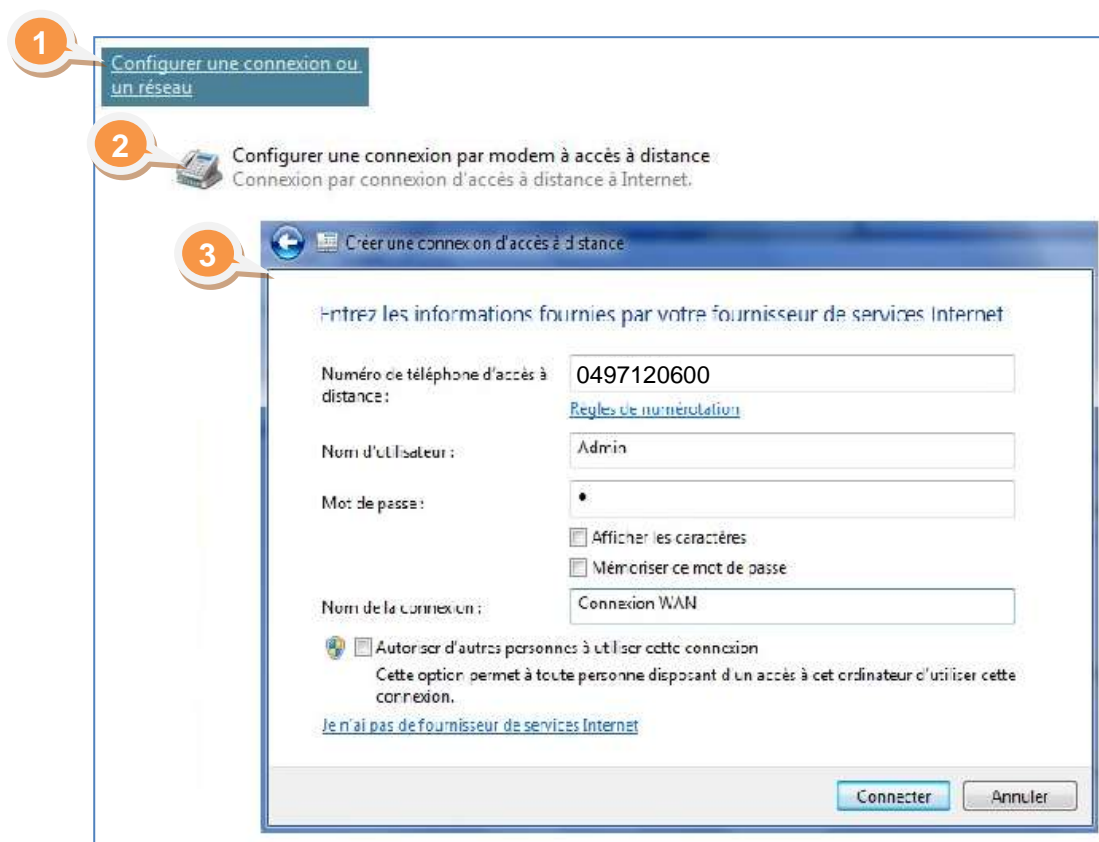 1
Configurer une connexion ou
un réseau
2
Configurer une connexion par modem à accès à distance
Connexion par connexion d'accès à distance à Internet.
3
Créer une connexion d'accès à distance
Entrez les informations fournies par votre fournisseur de services Internet
Numéro de téléphone d'accès à
distance :
0497120600
Règles de numérotation
Nom d'utilisateur :
Admin
Mot de passe :
•
Afficher les caractères
Mémoriser ce mot de passe
Nom de la connexion :
Connexion WAN
Autoriser d'autres personnes à utiliser cette connexion
Cette option permet à toute personne disposant d'un accès à cet ordinateur d'utiliser cette
connexion.
Je n'ai pas de fournisseur de services Internet
Connecter
Annuler